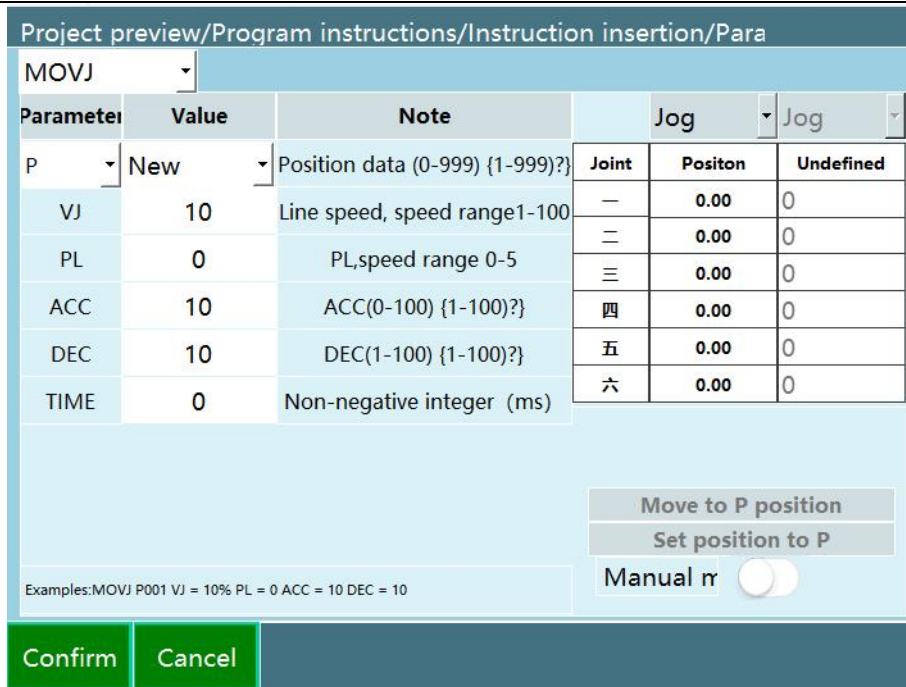 Project preview/Program instructions/Instruction insertion/Para
MOVJ
Parameter Value Note Jog Jog
P New Position data (0-999) {1-999)?} Joint Positon Undefined
VJ 10 Line speed, speed range1-100 一 0.00 0
二 0.00 0
PL 0 PL,speed range 0-5 三 0.00 0
ACC 10 ACC(0-100) {1-100)?} 四 0.00 0
DEC 10 DEC(1-100) {1-100)?} 五 0.00 0
TIME 0 Non-negative integer (ms) 六 0.00 0
Move to P position
Set position to P
Examples:MOVJ P001 VJ = 10% PL = 0 ACC = 10 DEC = 10
Manual m
Confirm Cancel